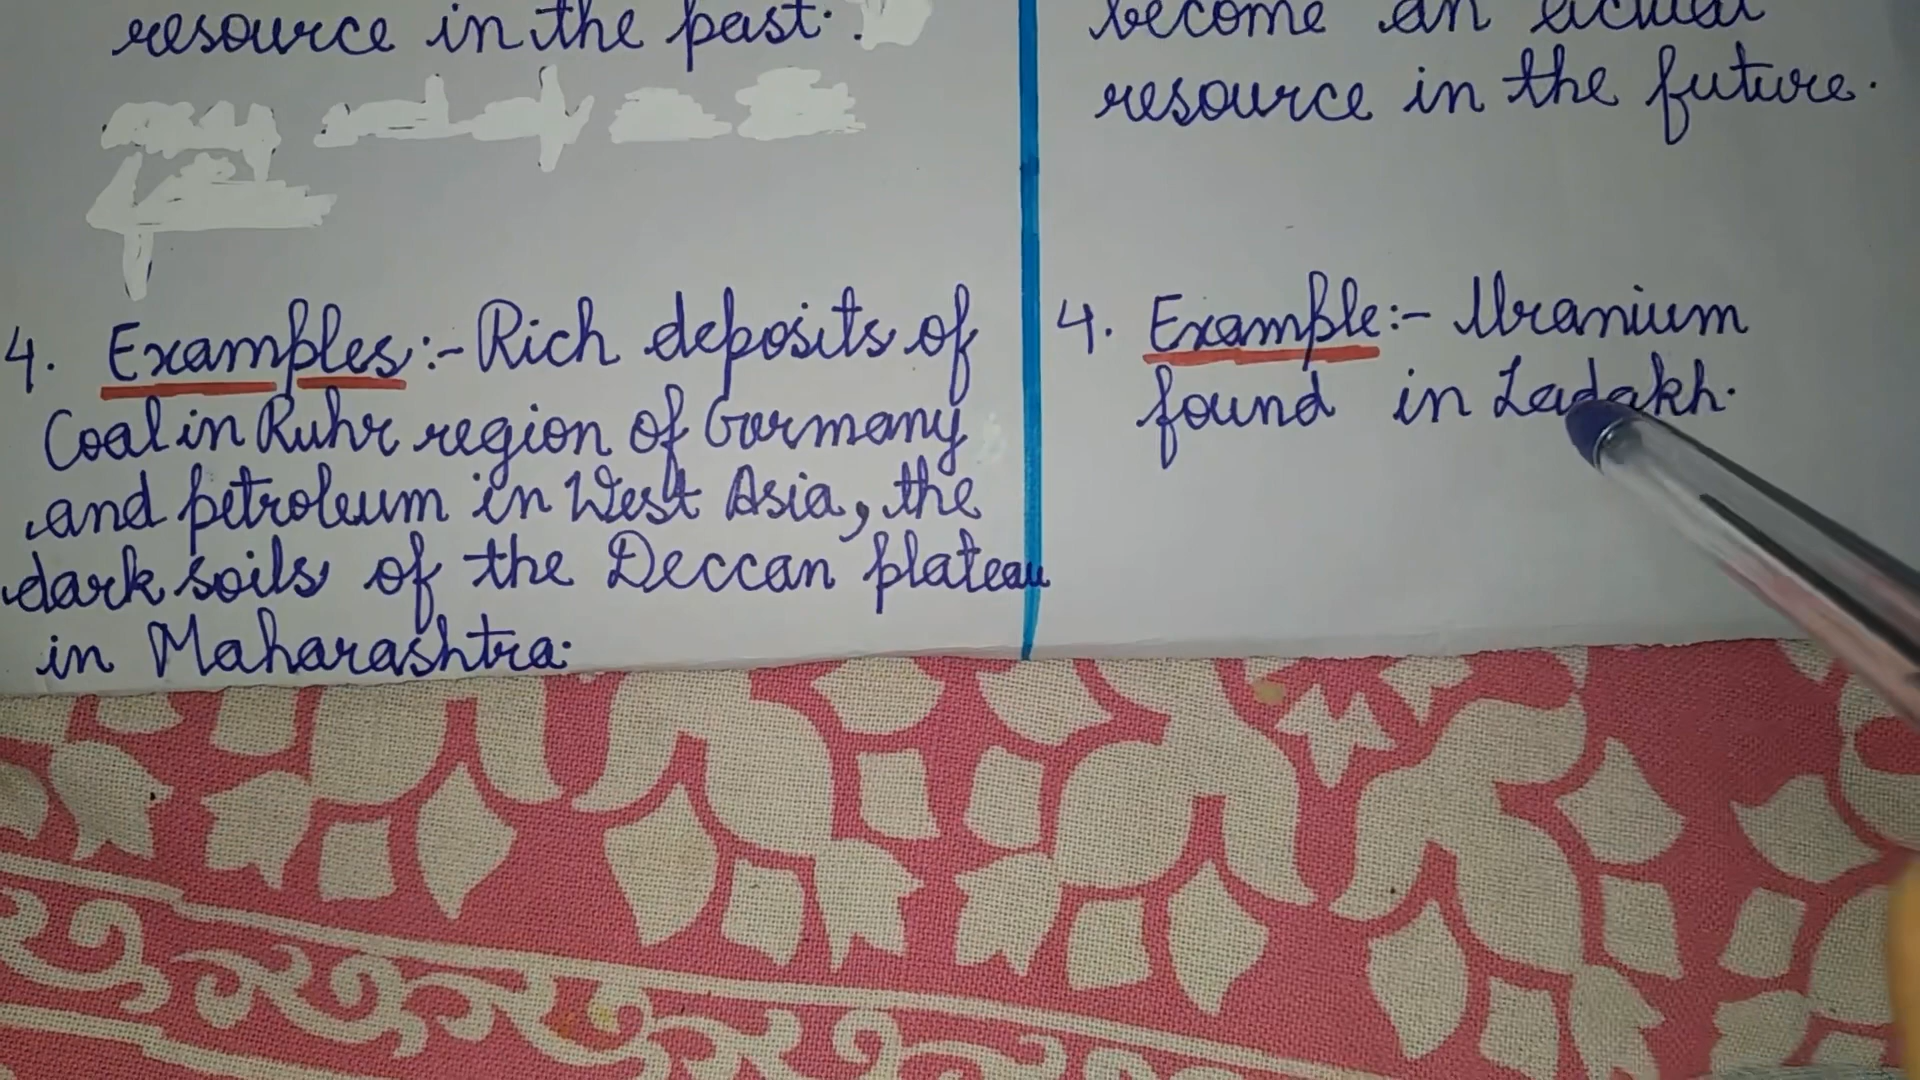 resource in the past.
4. Examples:- Rich deposits of
Coal in Ruhr region of Germany
and petroleum in West Asia, the
dark soils of the Deccan plateau
in Maharashtra.
become an actual
resource in the future.
4. Example:- Uranium
found in Ladakh.